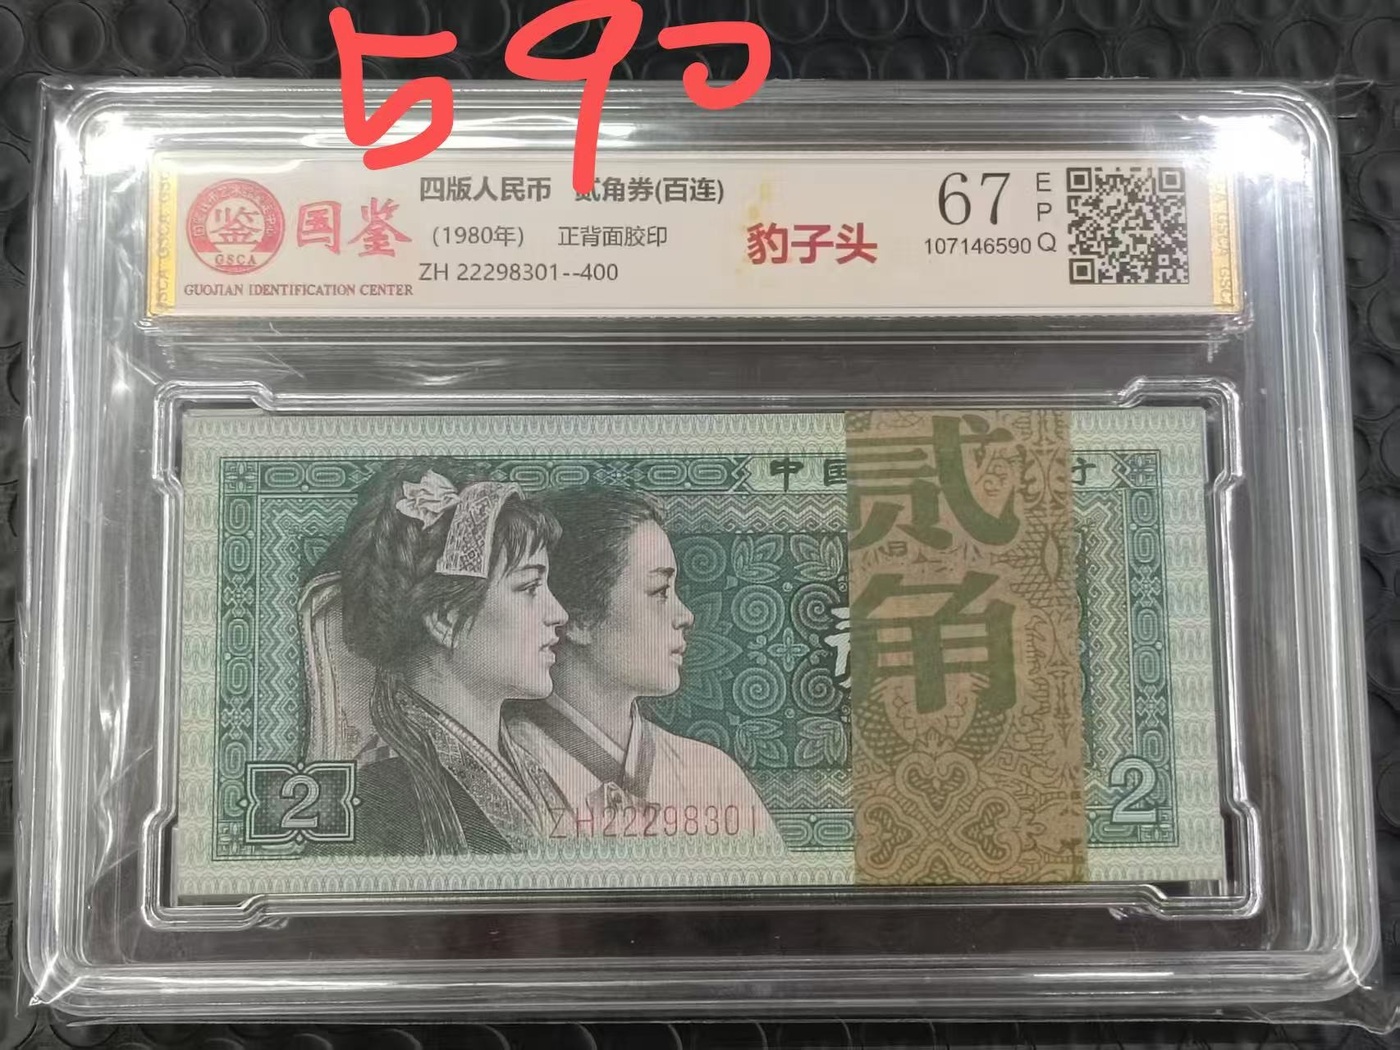 590
四版人民币 贰角券(百连)
(1980年) 正背面胶印
ZH 22298301--400
国鉴
鉴
GSCA
GUOJIAN IDENTIFICATION CENTER
豹子头
67 EPQ
107146590
中国
贰角
2
ZH22298301
2